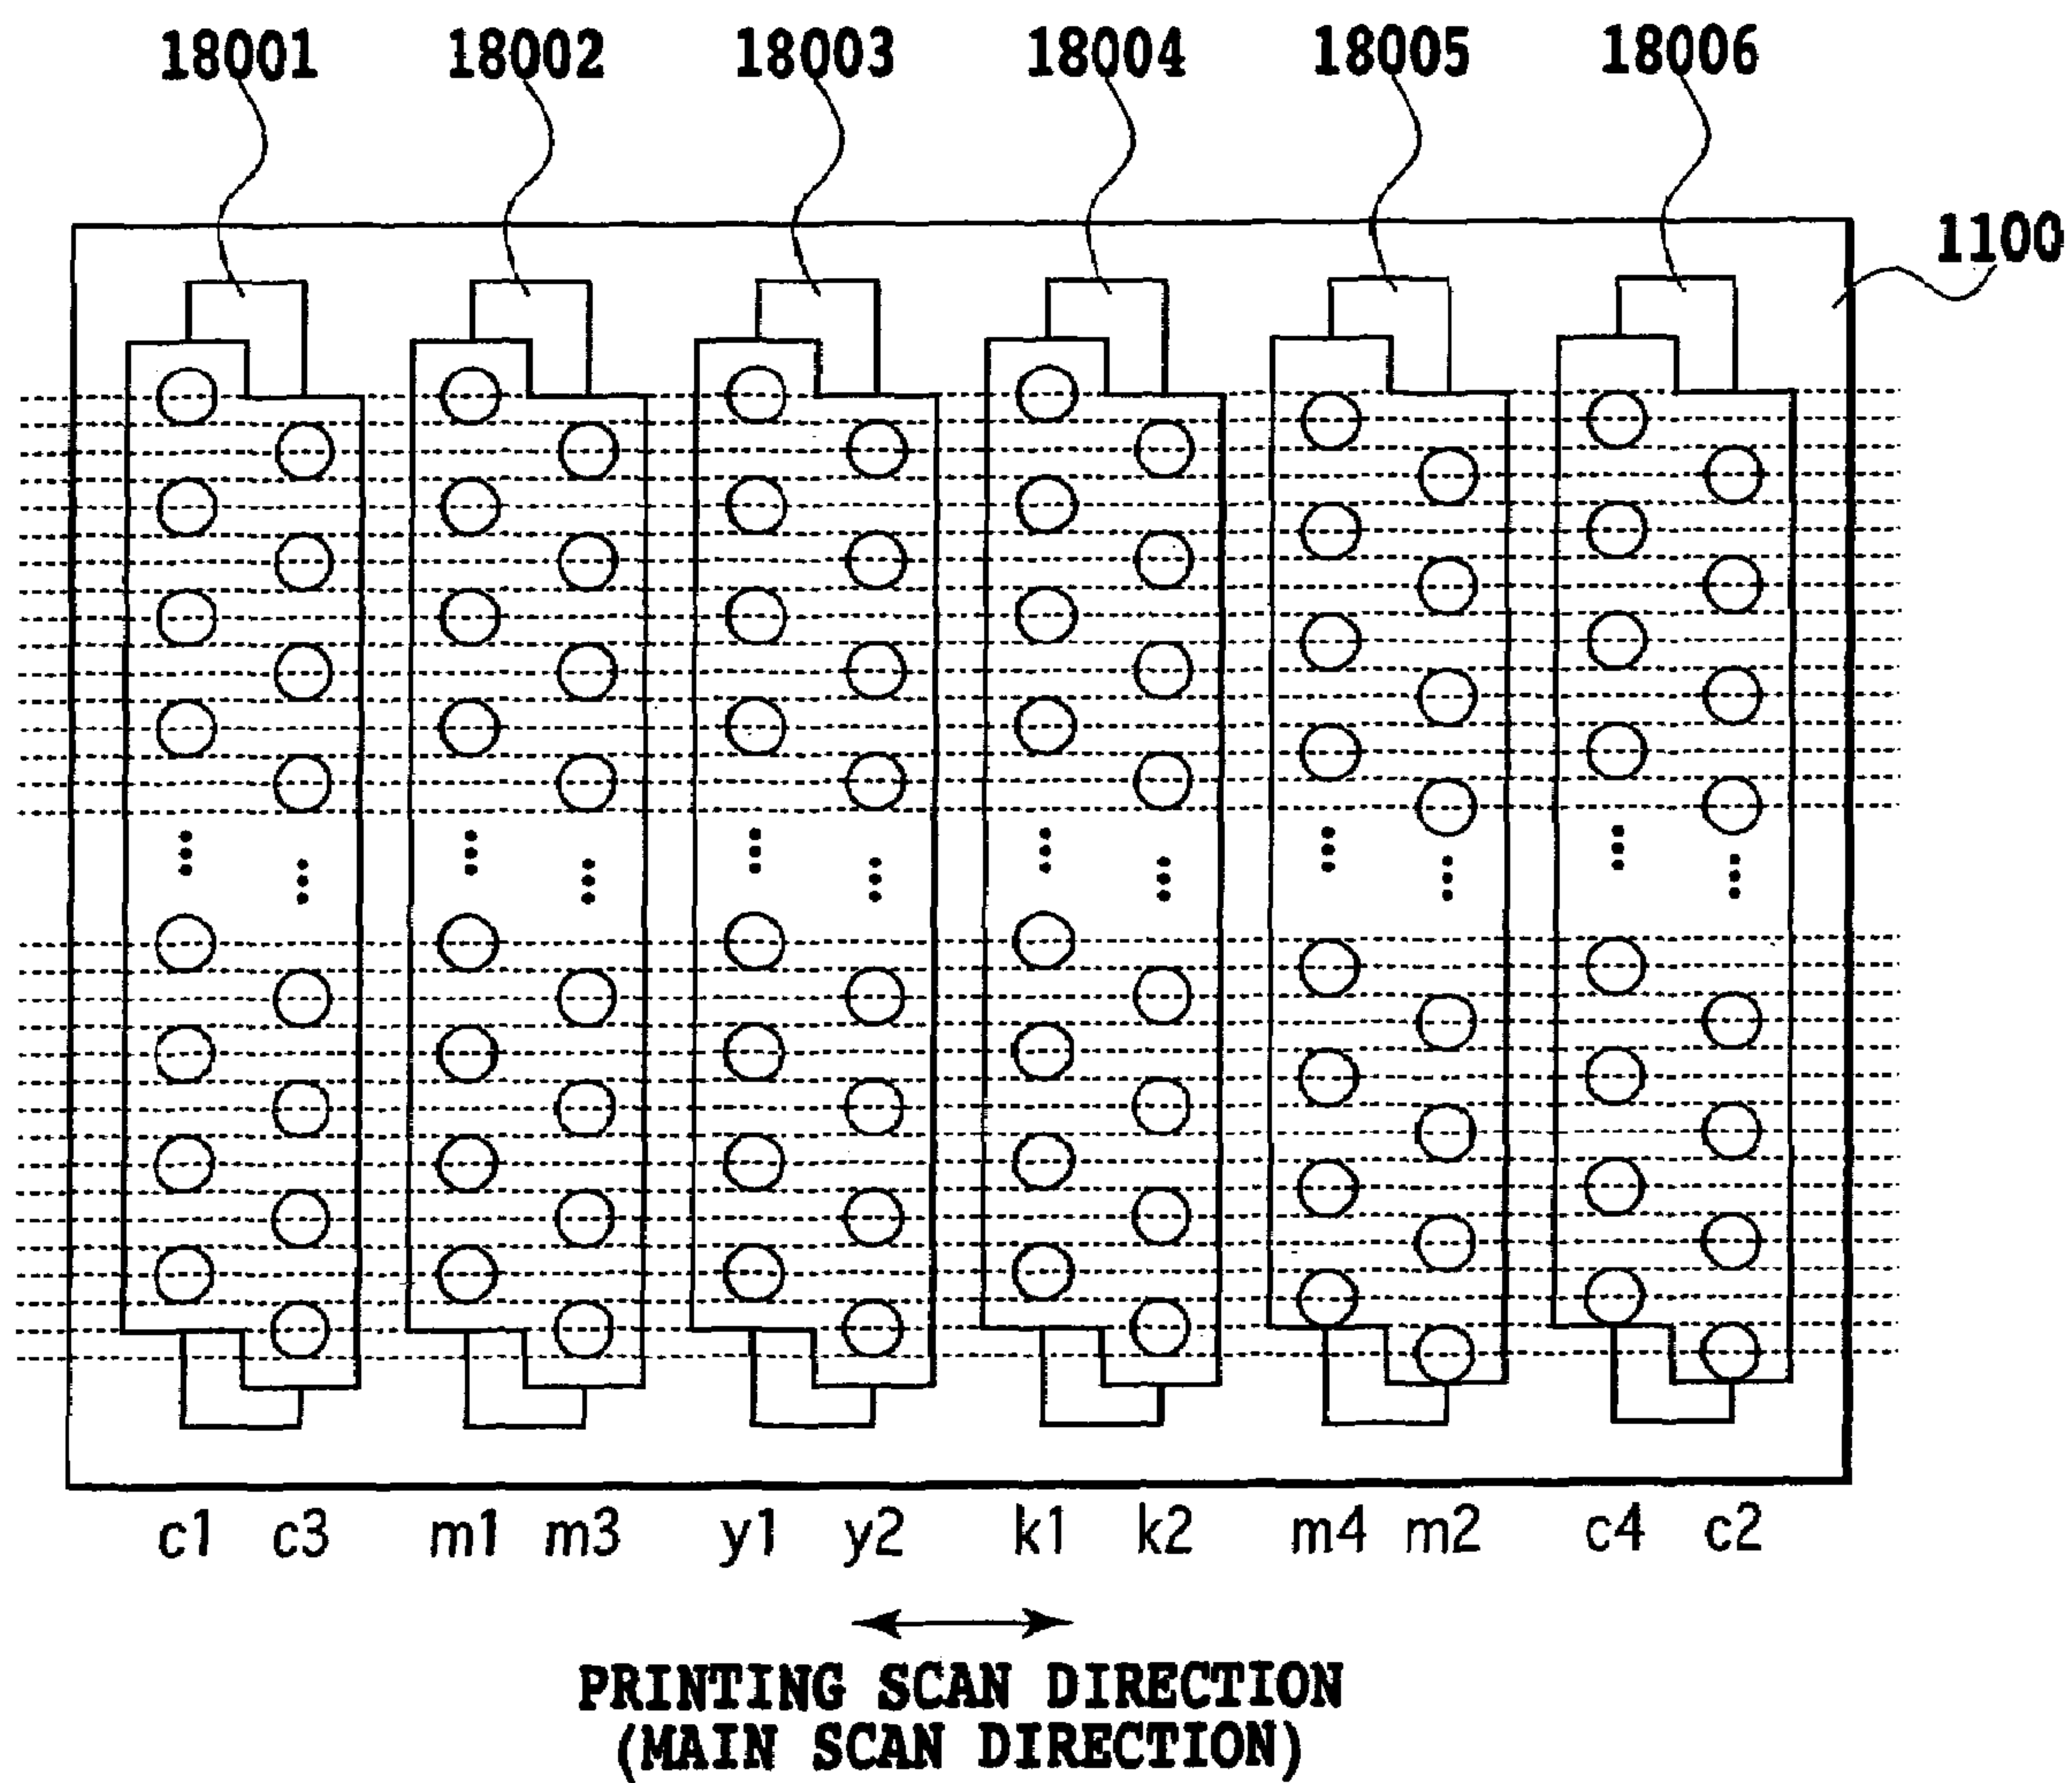 18001 18002 18003 18004 18005 18006
1100
c1 c3 m1 m3 y1 y2 k1 k2 m4 m2 c4 c2
PRINTING SCAN DIRECTION
(MAIN SCAN DIRECTION)